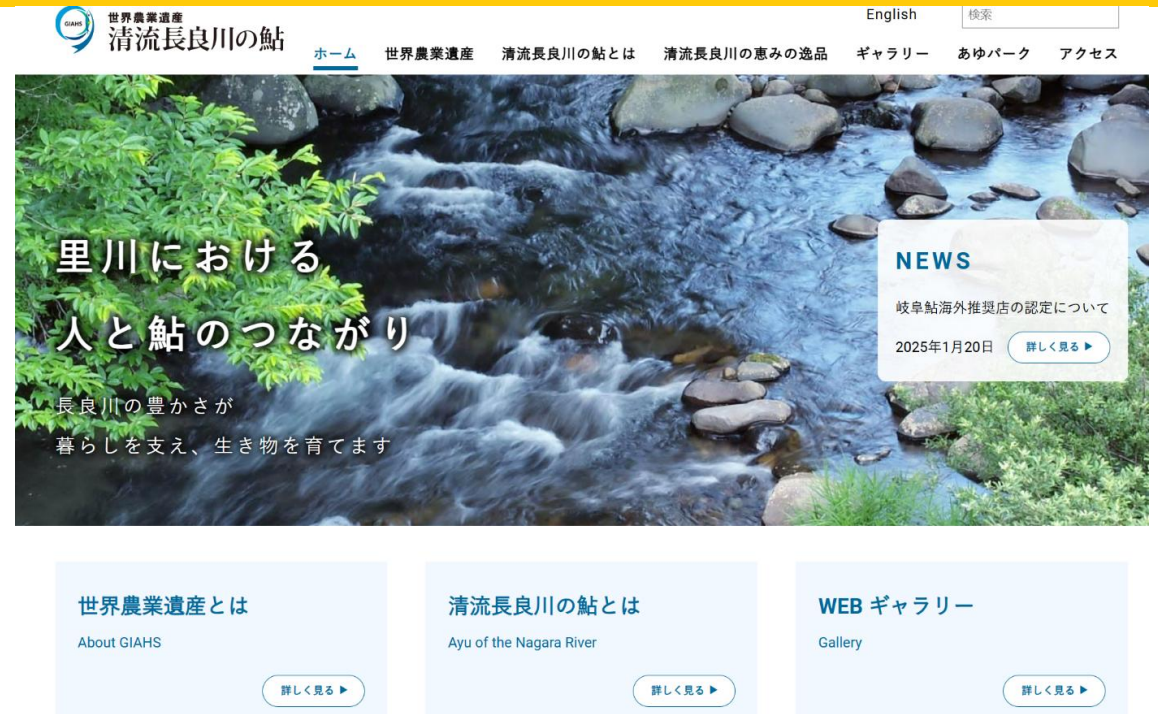 GIAHS
世界農業遺産
清流長良川の鮎
English
検索
ホーム 世界農業遺産 清流長良川の鮎とは 清流長良川の恵みの逸品 ギャラリー あゆパーク アクセス
里川における
人と鮎のつながり
長良川の豊かさが
暮らしを支え、生き物を育てます
NEWS
岐阜鮎海外推奨店の認定について
2025年1月20日 詳しく見る ▶
世界農業遺産とは
About GIAHS
詳しく見る ▶
清流長良川の鮎とは
Ayu of the Nagara River
詳しく見る ▶
WEB ギャラリー
Gallery
詳しく見る ▶